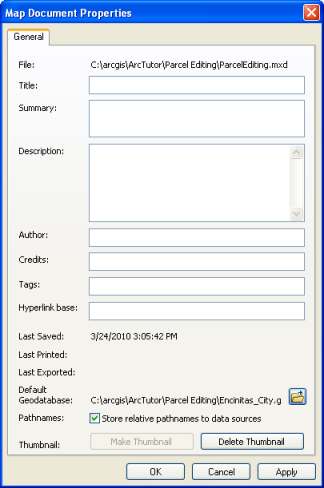 Map Document Properties
General
File: C:\arcgis\ArcTutor\Parcel Editing\ParcelEditing.mxd
Title:
Summary:
Description:
Author:
Credits:
Tags:
Hyperlink base:
Last Saved: 3/24/2010 3:05:42 PM
Last Printed:
Last Exported:
Default
Geodatabase: C:\arcgis\ArcTutor\Parcel Editing\Encinitas_City.g
Pathnames: Store relative pathnames to data sources
Thumbnail: Make Thumbnail Delete Thumbnail
OK Cancel Apply